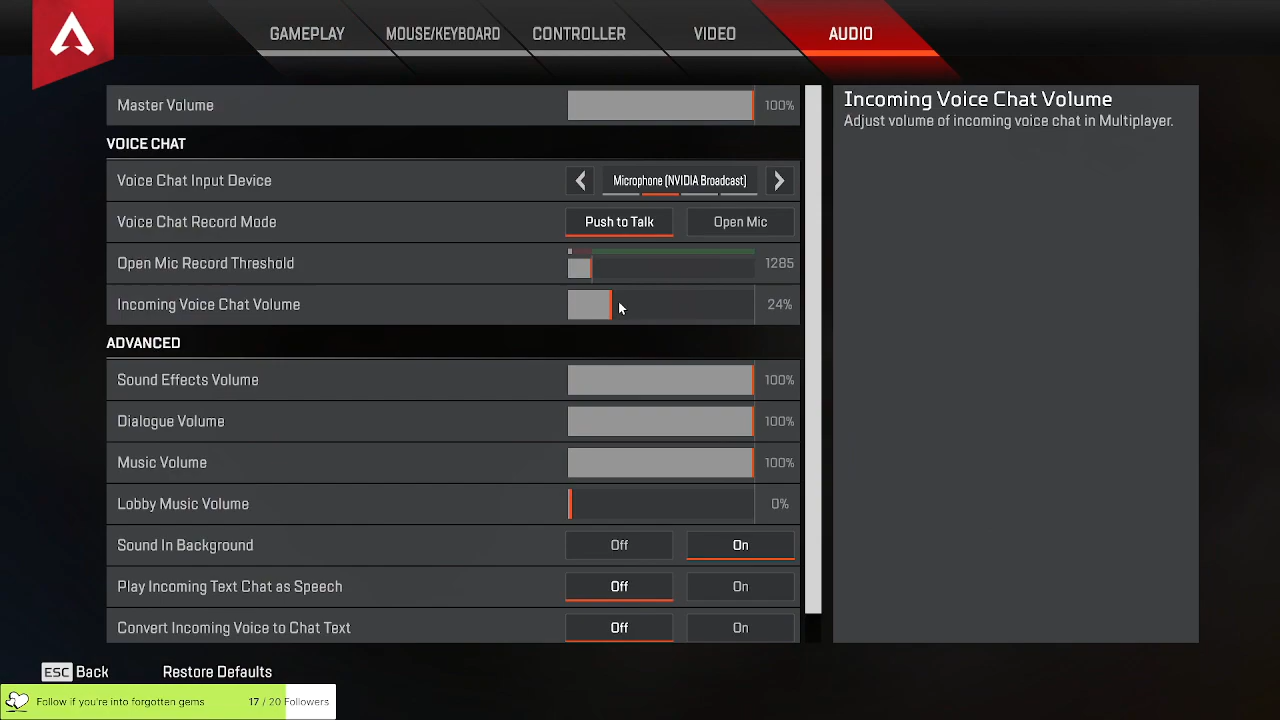 GAMEPLAY MOUSE/KEYBOARD CONTROLLER VIDEO AUDIO
Master Volume 100%
VOICE CHAT
Voice Chat Input Device Microphone [NVIDIA Broadcast]
Voice Chat Record Mode Push to Talk Open Mic
Open Mic Record Threshold 1285
Incoming Voice Chat Volume 24%
ADVANCED
Sound Effects Volume 100%
Dialogue Volume 100%
Music Volume 100%
Lobby Music Volume 0%
Sound In Background Off On
Play Incoming Text Chat as Speech Off On
Convert Incoming Voice to Chat Text Off On
Incoming Voice Chat Volume
Adjust volume of incoming voice chat in Multiplayer.
ESC Back Restore Defaults
Follow if you're into forgotten gems 17 / 20 Followers